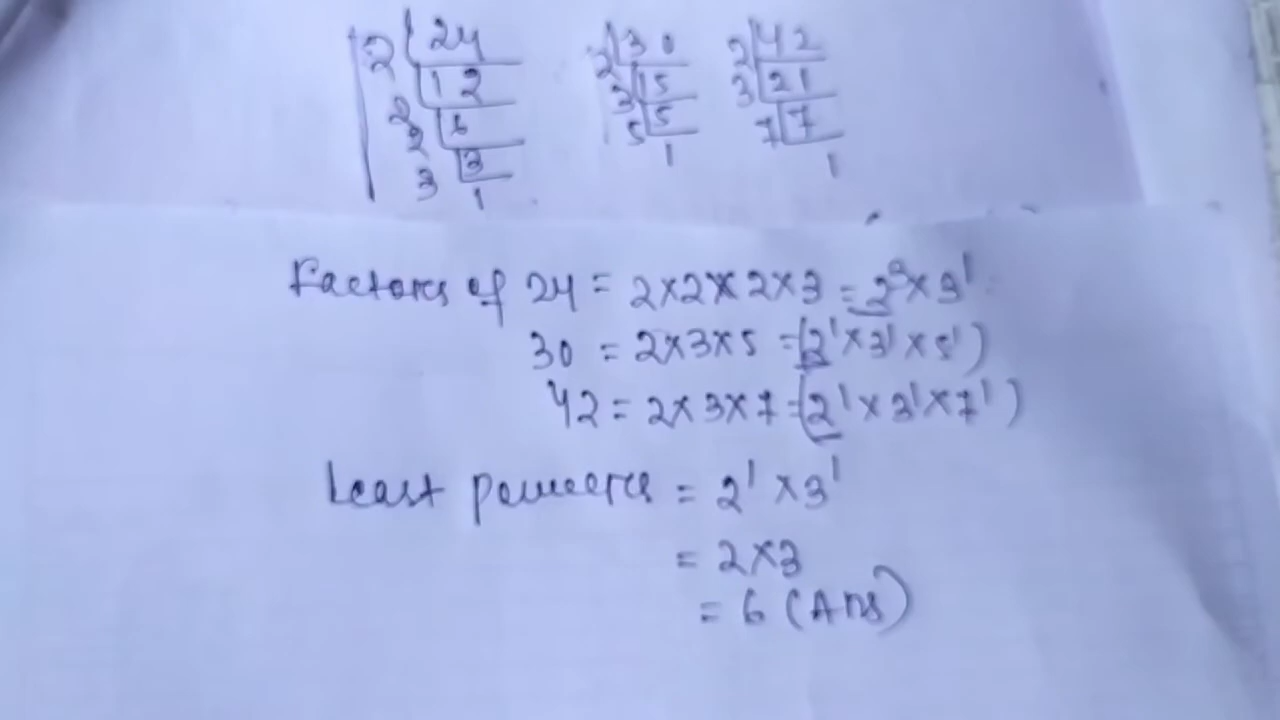 2 24 2 30 2 42
2 12 3 15 3 21
2 6 5 5 7 7
3 3 1 1
1
Factors of 24 = 2×2×2×3 = 2³×3¹
30 = 2×3×5 = (2¹×3¹×5¹)
42 = 2×3×7 = (2¹×3¹×7¹)
Least powers = 2¹×3¹
= 2×3
= 6 (Ans)